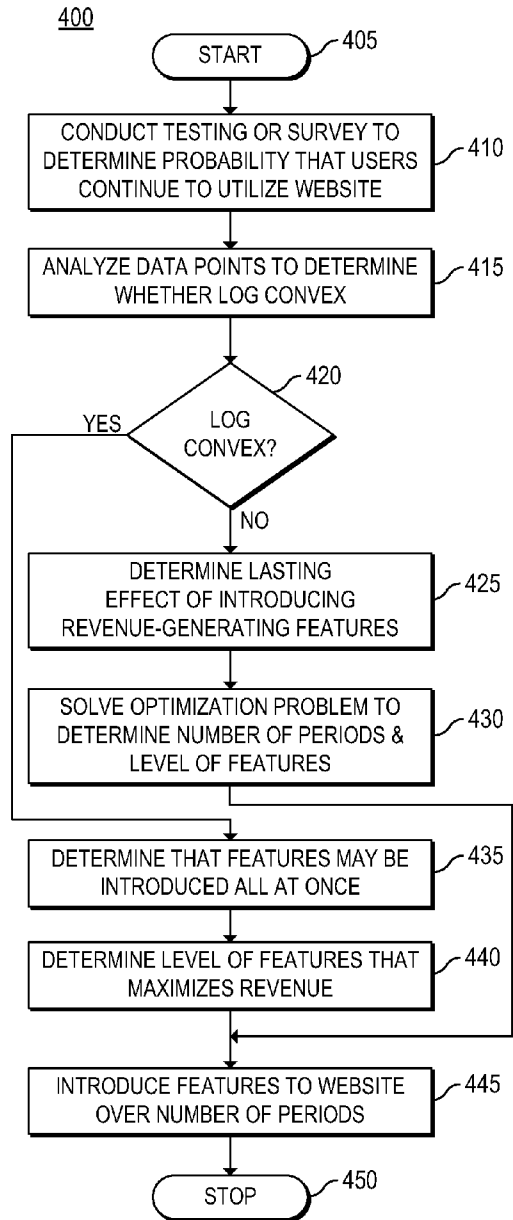 400
START
405
CONDUCT TESTING OR SURVEY TO
DETERMINE PROBABILITY THAT USERS
CONTINUE TO UTILIZE WEBSITE
410
ANALYZE DATA POINTS TO DETERMINE
WHETHER LOG CONVEX
415
420
YES
LOG
CONVEX?
NO
DETERMINE LASTING
EFFECT OF INTRODUCING
REVENUE-GENERATING FEATURES
425
SOLVE OPTIMIZATION PROBLEM TO
DETERMINE NUMBER OF PERIODS &
LEVEL OF FEATURES
430
DETERMINE THAT FEATURES MAY BE
INTRODUCED ALL AT ONCE
435
DETERMINE LEVEL OF FEATURES THAT
MAXIMIZES REVENUE
440
INTRODUCE FEATURES TO WEBSITE
OVER NUMBER OF PERIODS
445
STOP
450